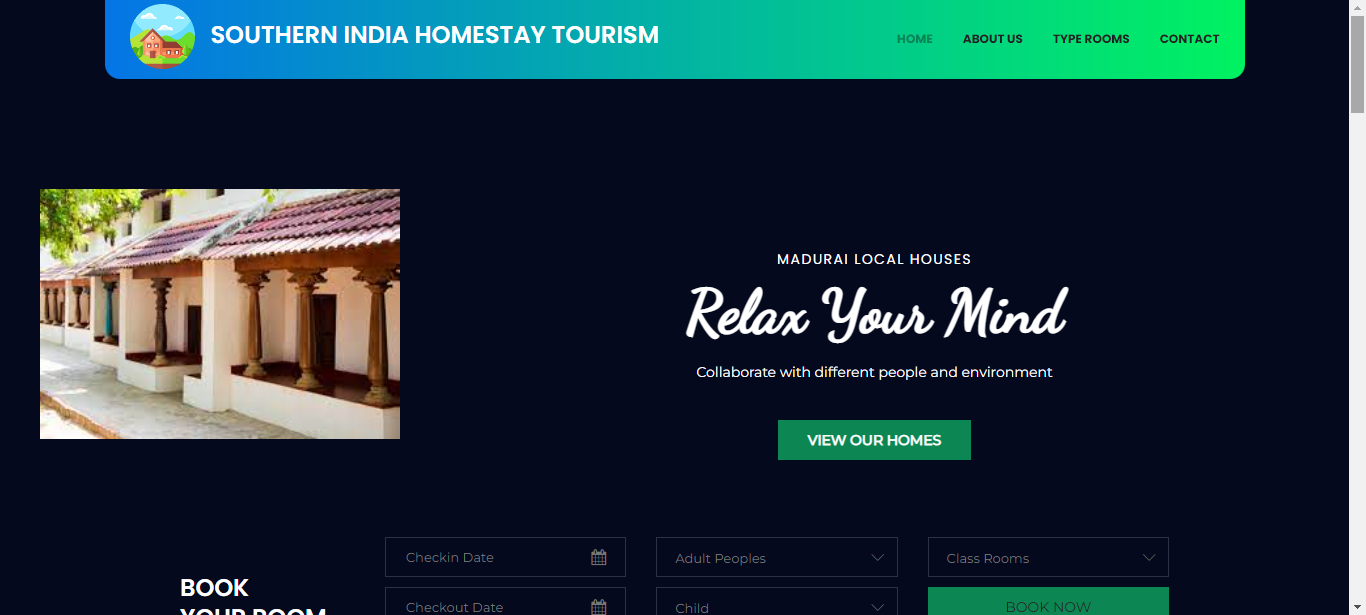 SOUTHERN INDIA HOMESTAY TOURISM
HOME
ABOUT US
TYPE ROOMS
CONTACT
MADURAI LOCAL HOUSES
Relax Your Mind
Collaborate with different people and environment
VIEW OUR HOMES
BOOK
YOUR ROOM
Checkin Date
Adult Peoples
Class Rooms
Checkout Date
Child
BOOK NOW